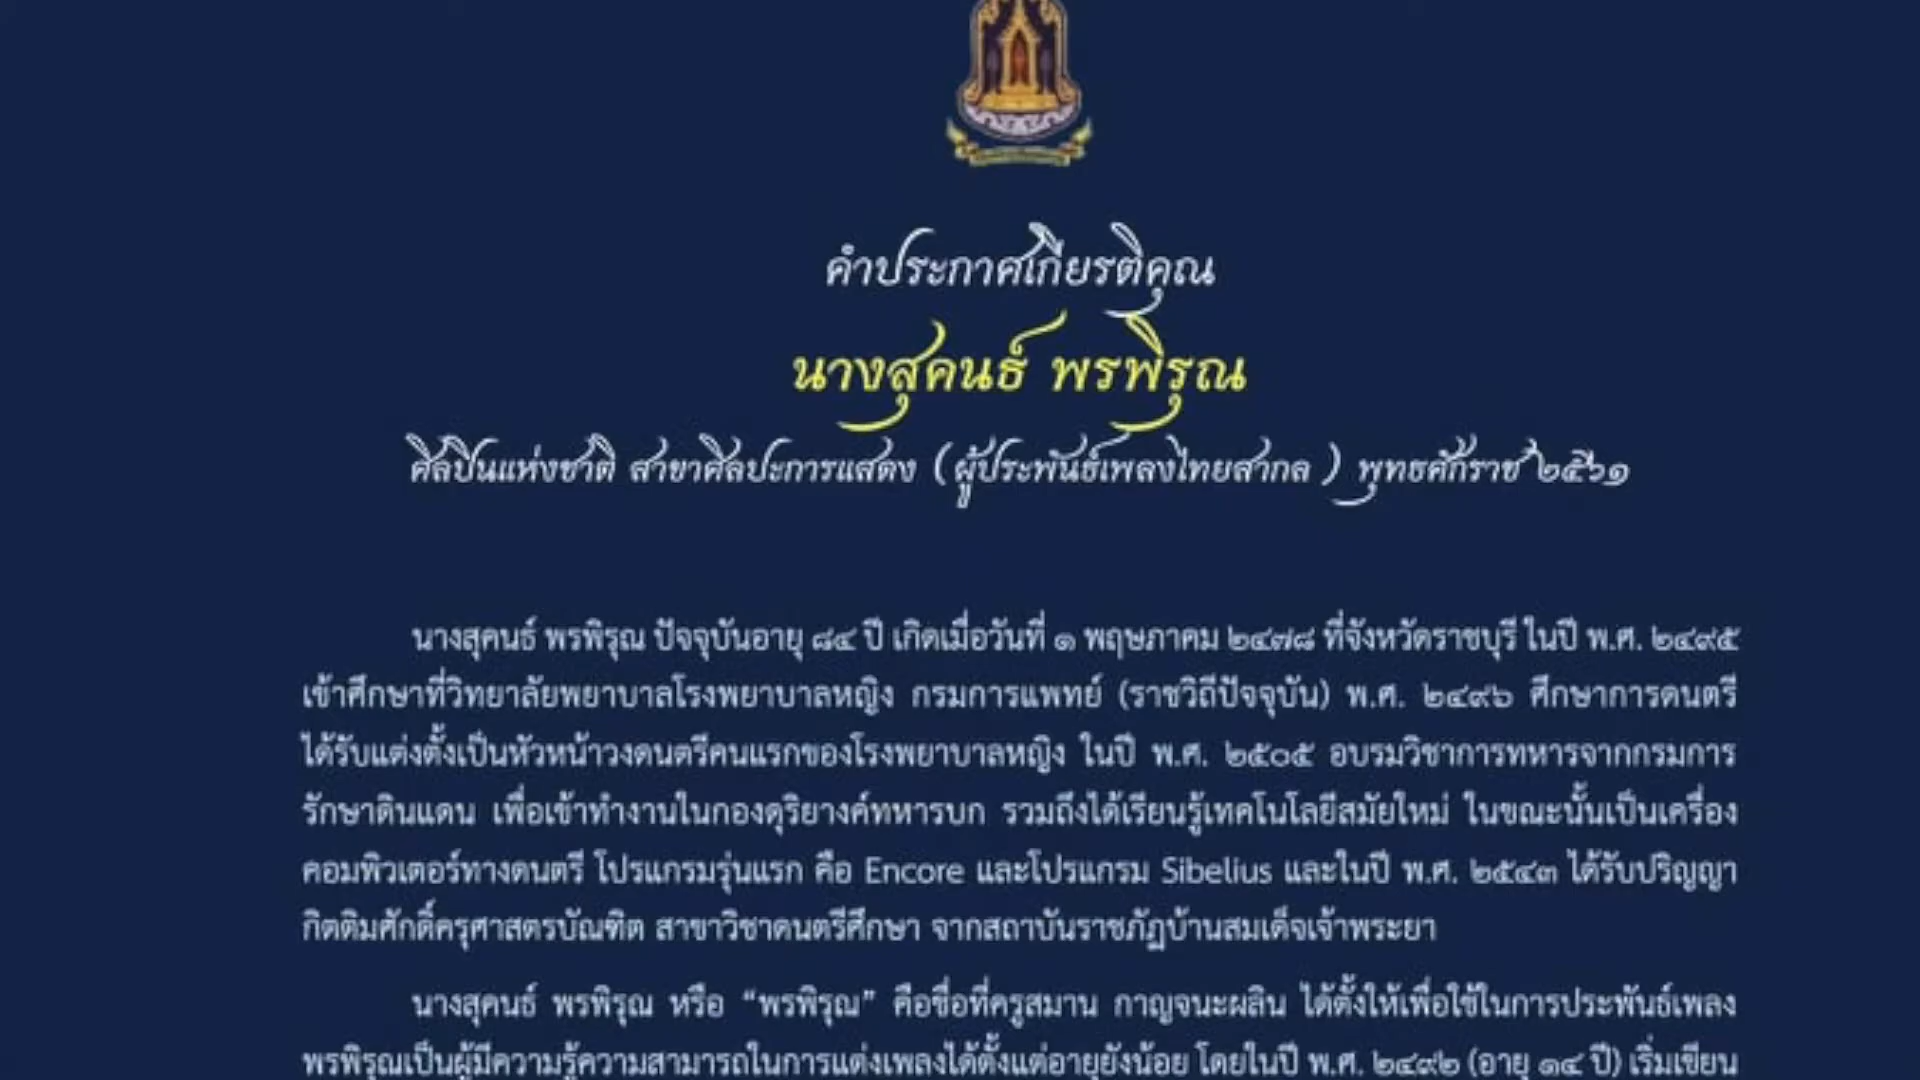 คำประกาศเกียรติคุณ
นางสุคนธ์ พรพิรุณ
ศิลปินแห่งชาติ สาขาศิลปะการแสดง (ผู้ประพันธ์เพลงไทยสากล) พุทธศักราช ๒๕๖๑
นางสุคนธ์ พรพิรุณ ปัจจุบันอายุ ๘๔ ปี เกิดเมื่อวันที่ ๑ พฤษภาคม ๒๔๗๘ ที่จังหวัดราชบุรี ในปี พ.ศ. ๒๔๙๕
เข้าศึกษาที่วิทยาลัยพยาบาลโรงพยาบาลหญิง กรมการแพทย์ (ราชวิถีปัจจุบัน) พ.ศ. ๒๔๙๖ ศึกษาการดนตรี
ได้รับแต่งตั้งเป็นหัวหน้าวงดนตรีคนแรกของโรงพยาบาลหญิง ในปี พ.ศ. ๒๕๐๕ อบรมวิชาการทหารจากกรมการ
รักษาดินแดน เพื่อเข้าทำงานในกองดุริยางค์ทหารบก รวมถึงได้เรียนรู้เทคโนโลยีสมัยใหม่ ในขณะนั้นเป็นเครื่อง
คอมพิวเตอร์ทางดนตรี โปรแกรมรุ่นแรก คือ Encore และโปรแกรม Sibelius และในปี พ.ศ. ๒๕๔๓ ได้รับปริญญา
กิตติมศักดิ์ครุศาสตรบัณฑิต สาขาวิชาดนตรีศึกษา จากสถาบันราชภัฏบ้านสมเด็จเจ้าพระยา
นางสุคนธ์ พรพิรุณ หรือ “พรพิรุณ” คือชื่อที่ครูสมาน กาญจนะผลิน ได้ตั้งให้เพื่อใช้ในการประพันธ์เพลง
พรพิรุณเป็นผู้มีความรู้ความสามารถในการแต่งเพลงได้ตั้งแต่อายุยังน้อย โดยในปี พ.ศ. ๒๔๙๒ (อายุ ๑๔ ปี) เริ่มเขียน